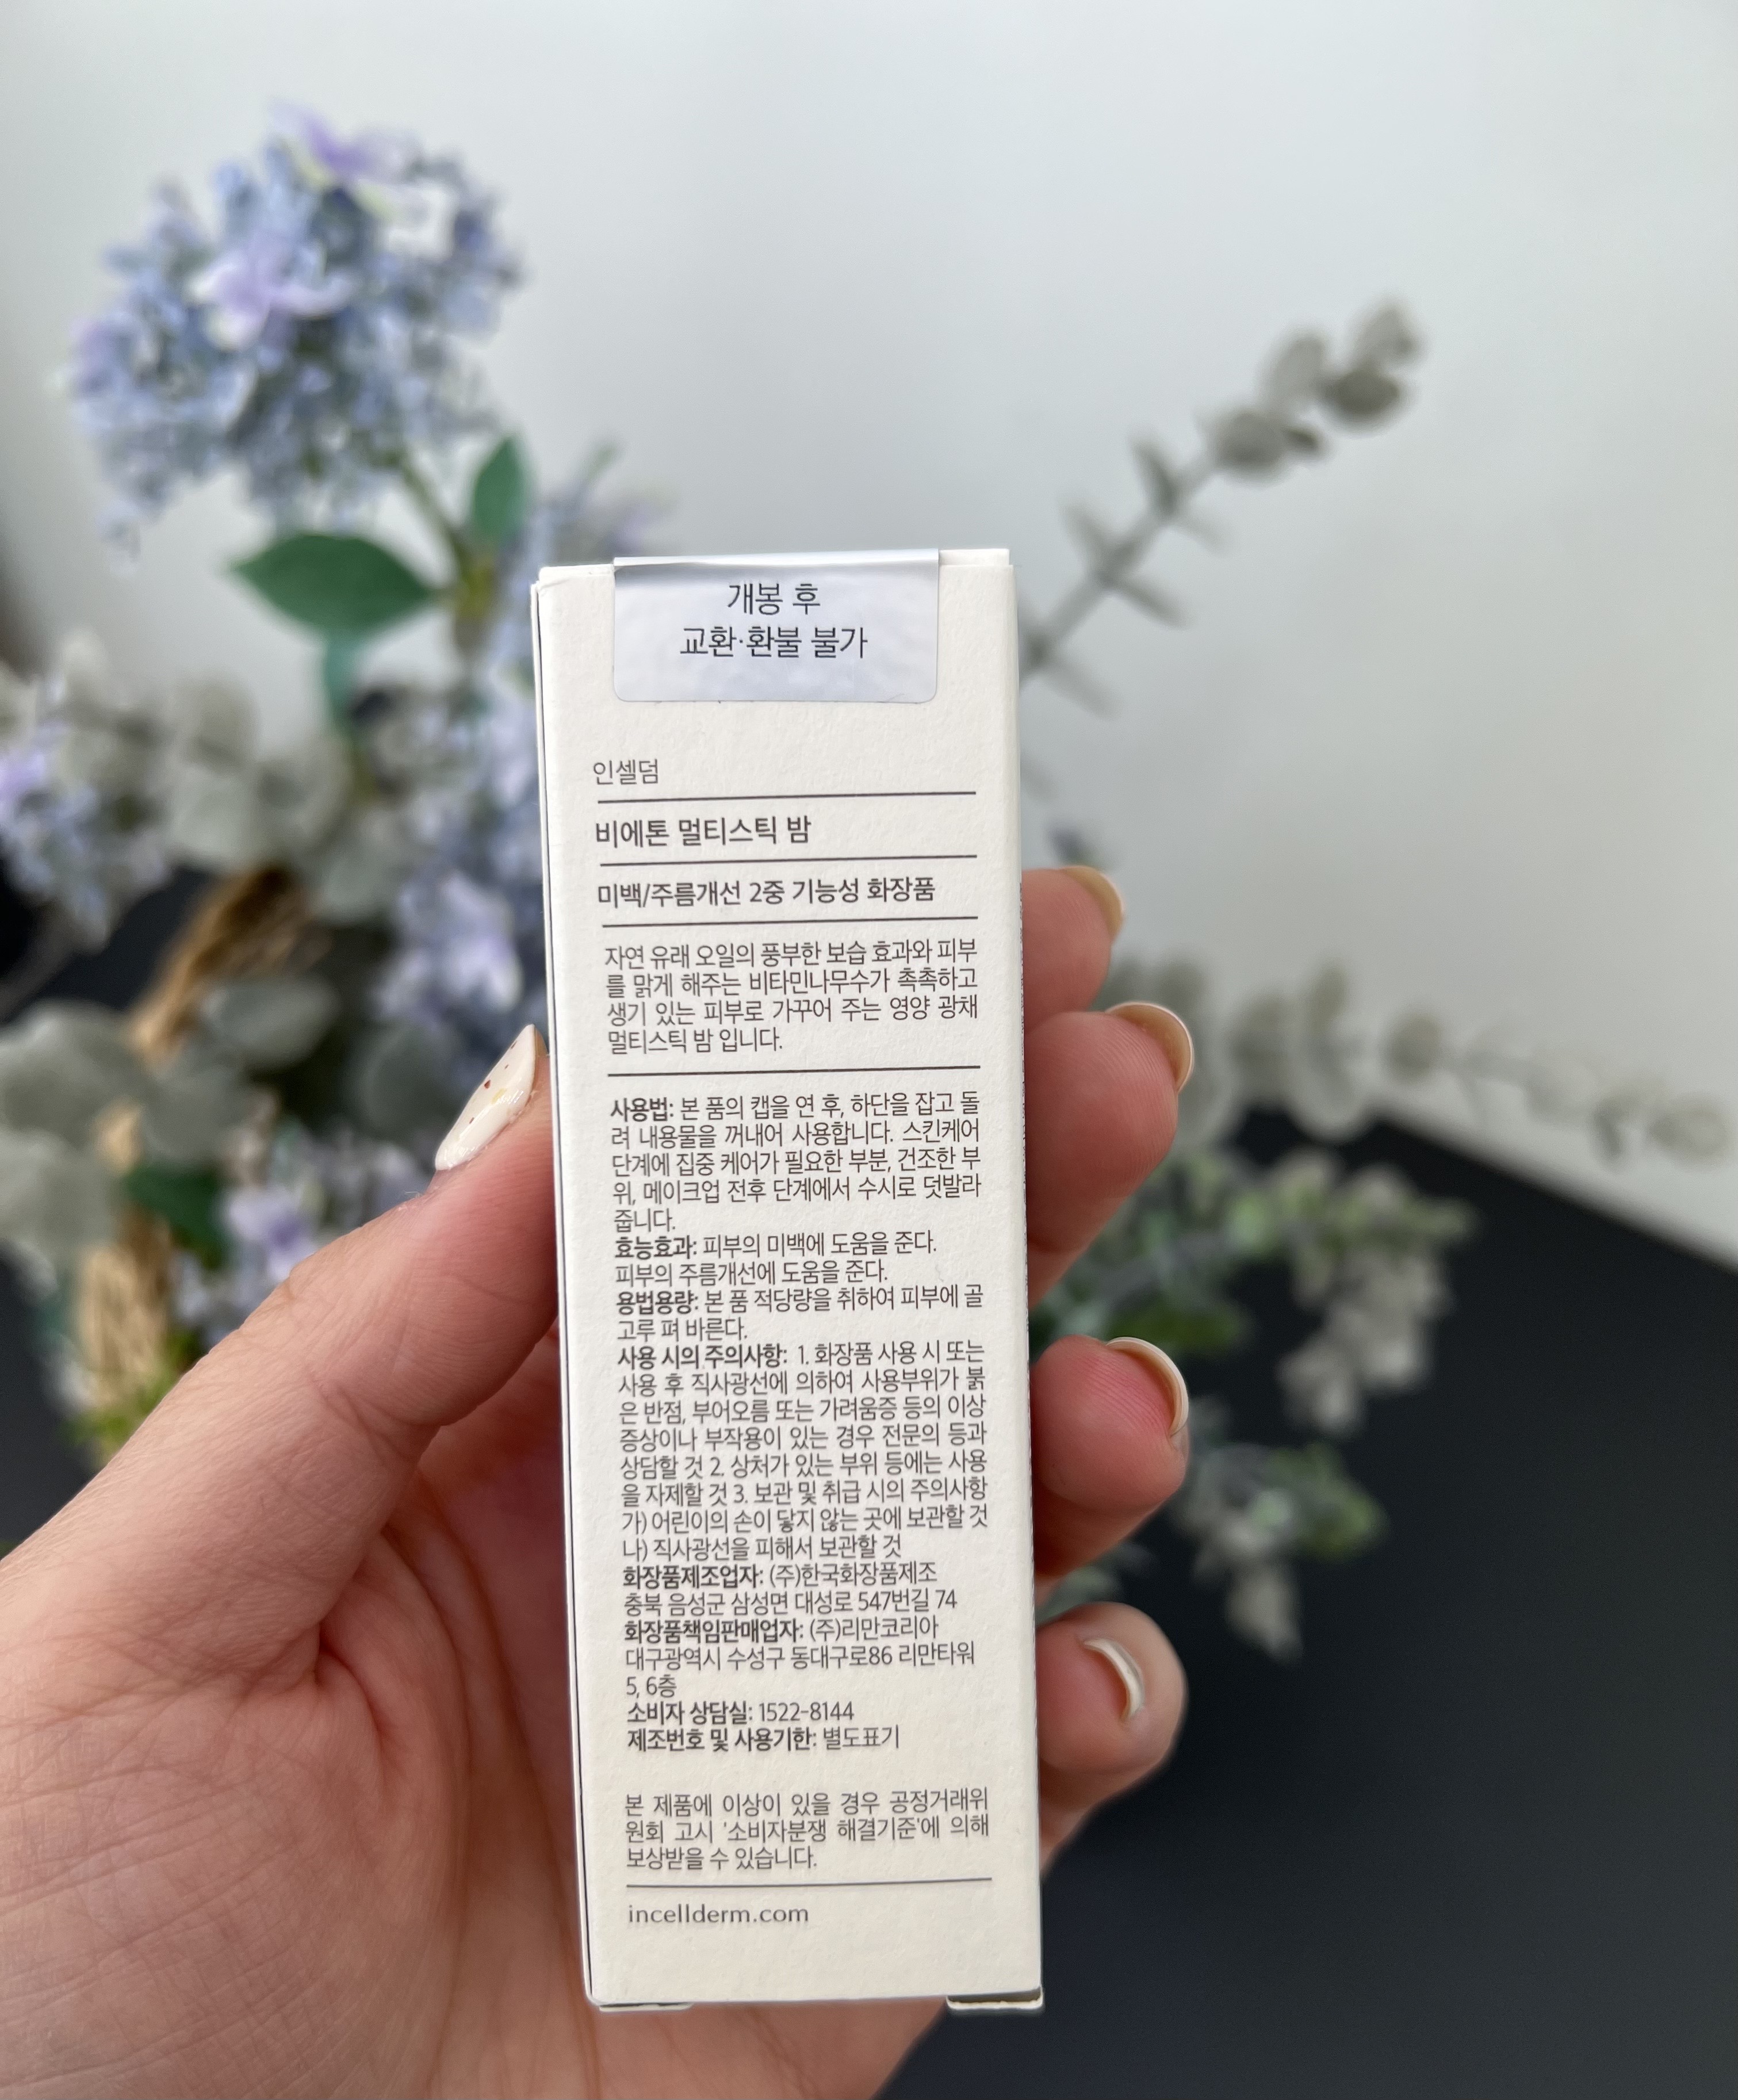 개봉 후
교환·환불 불가
인셀덤
비에톤 멀티스틱 밤
미백/주름개선 2중 기능성 화장품
자연 유래 오일의 풍부한 보습 효과와 피부
를 맑게 해주는 비타민나무수가 촉촉하고
생기 있는 피부로 가꾸어 주는 영양 광채
멀티스틱 밤 입니다.
사용법: 본 품의 캡을 연 후, 하단을 잡고 돌
려 내용물을 꺼내어 사용합니다. 스킨케어
단계에 집중 케어가 필요한 부분, 건조한 부
위, 메이크업 전후 단계에서 수시로 덧발라
줍니다.
효능효과: 피부의 미백에 도움을 준다.
피부의 주름개선에 도움을 준다.
용법용량: 본 품 적당량을 취하여 피부에 골
고루 펴 바른다.
사용 시의 주의사항: 1. 화장품 사용 시 또는
사용 후 직사광선에 의하여 사용부위가 붉
은 반점, 부어오름 또는 가려움증 등의 이상
증상이나 부작용이 있는 경우 전문의 등과
상담할 것 2. 상처가 있는 부위 등에는 사용
을 자제할 것 3. 보관 및 취급 시의 주의사항
가) 어린이의 손이 닿지 않는 곳에 보관할 것
나) 직사광선을 피해서 보관할 것
화장품제조업자: (주)한국화장품제조
충북 음성군 삼성면 대성로 547번길 74
화장품책임판매업자: (주)리만코리아
대구광역시 수성구 동대구로86 리만타워
5, 6층
소비자 상담실: 1522-8144
제조번호 및 사용기한: 별도표기
본 제품에 이상이 있을 경우 공정거래위
원회 고시 '소비자분쟁 해결기준'에 의해
보상받을 수 있습니다.
incellderm.com